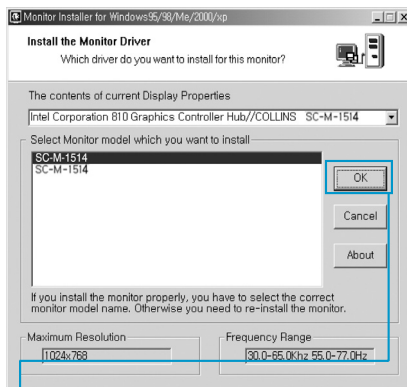 Monitor Installer for Windows95/98/Me/2000/xp
Install the Monitor Driver
Which driver do you want to install for this monitor?
The contents of current Display Properties
Intel Corporation 810 Graphics Controller Hub//COLLINS SC-M-1514
Select Monitor model which you want to install
SC-M-1514
SC-M-1514
OK
Cancel
About
If you install the monitor properly, you have to select the correct
monitor model name. Otherwise you need to re-install the monitor.
Maximum Resolution
1024x768
Frequency Range
30.0-65.0Khz 55.0-77.0Hz